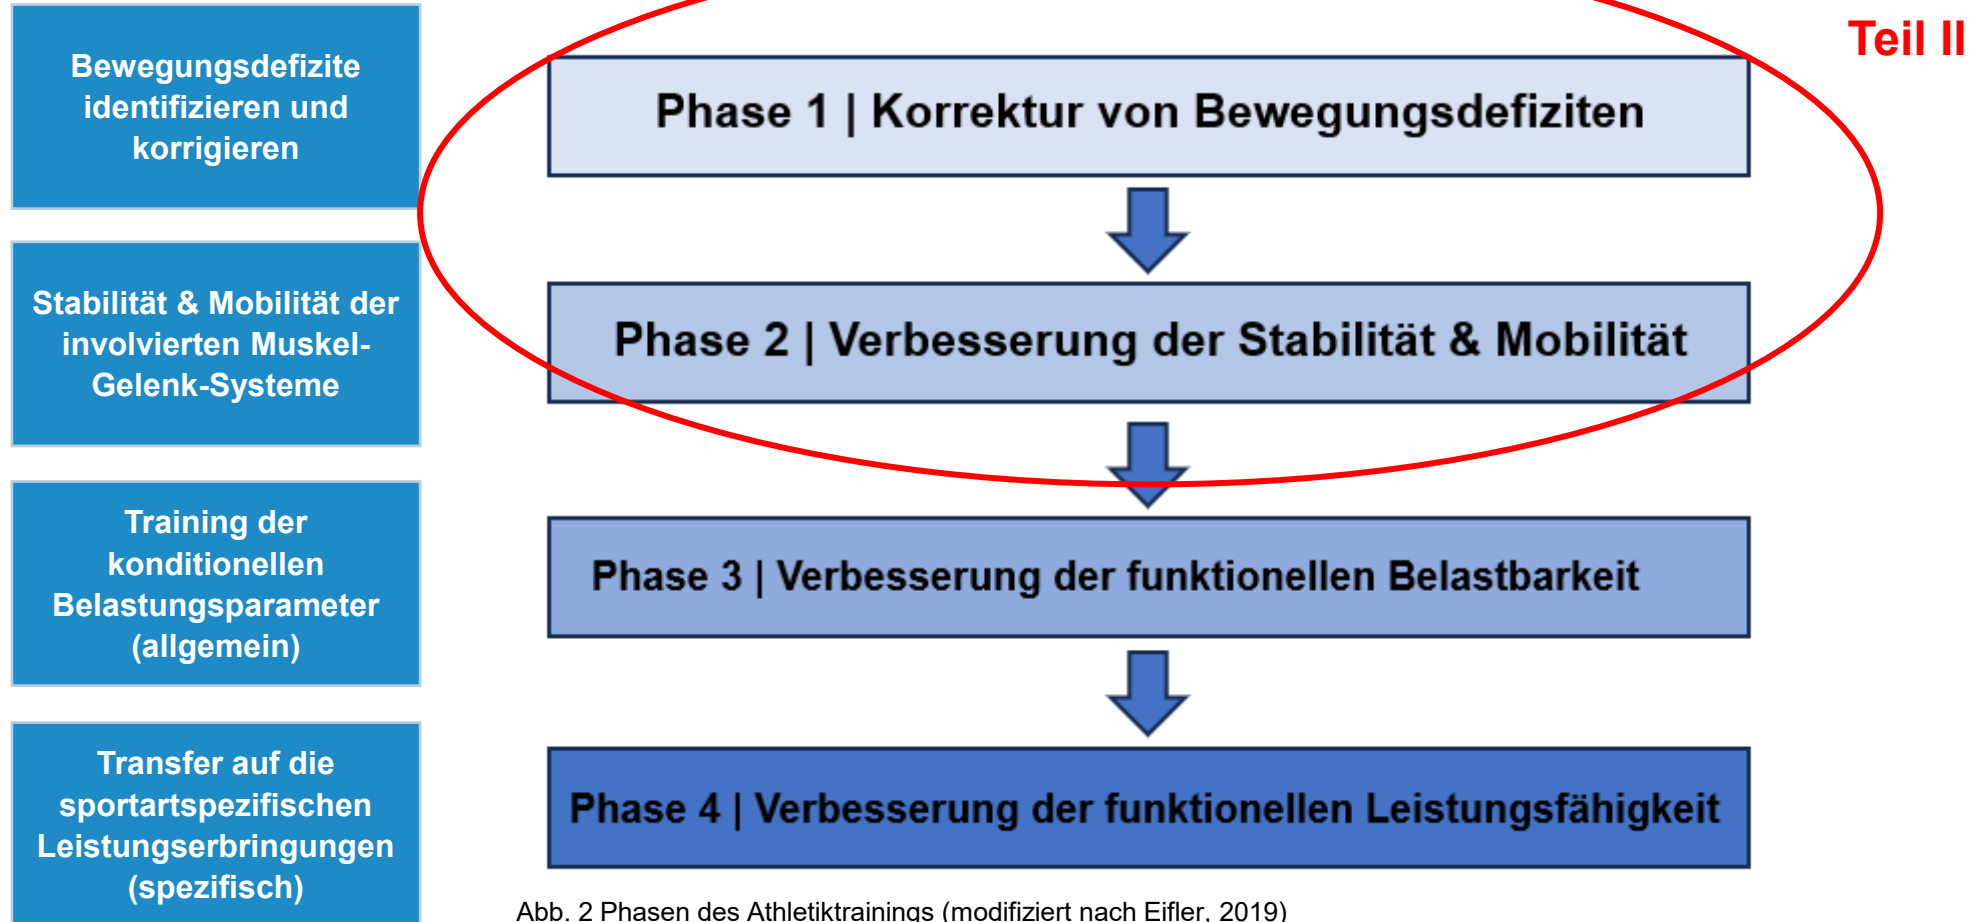 Teil II
Bewegungsdefizite
identifizieren und
korrigieren
Phase 1 | Korrektur von Bewegungsdefiziten
Stabilität & Mobilität der
involvierten Muskel-
Gelenk-Systeme
Phase 2 | Verbesserung der Stabilität & Mobilität
Training der
konditionellen
Belastungsparameter
(allgemein)
Phase 3 | Verbesserung der funktionellen Belastbarkeit
Transfer auf die
sportartspezifischen
Leistungserbringungen
(spezifisch)
Phase 4 | Verbesserung der funktionellen Leistungsfähigkeit
Abb. 2 Phasen des Athletiktrainings (modifiziert nach Eifler, 2019)